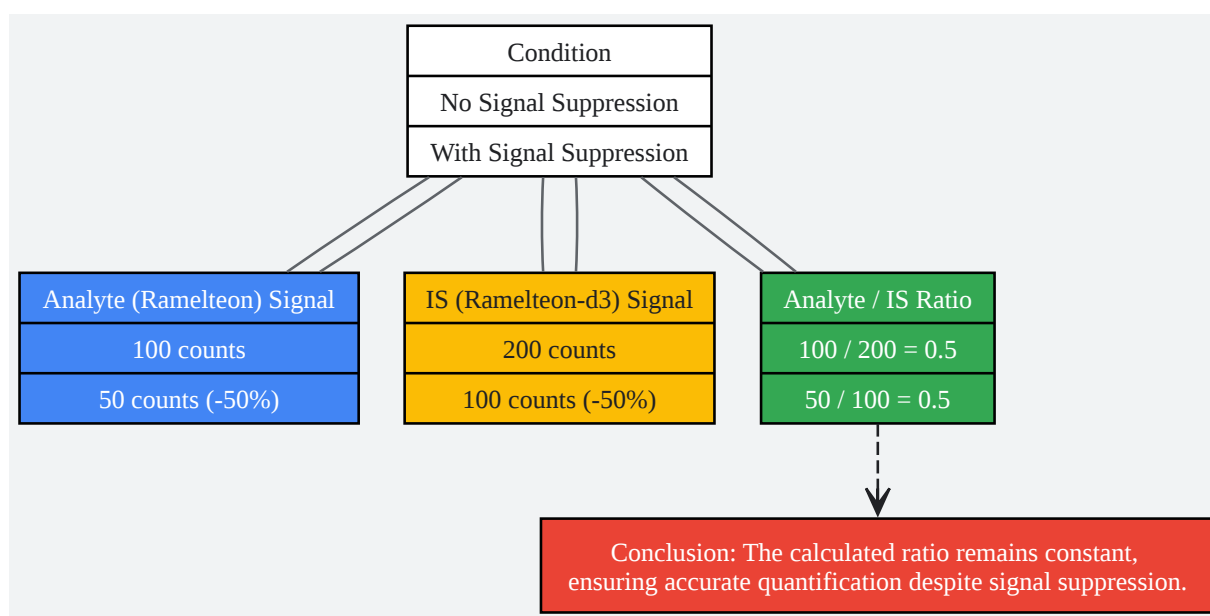 Condition
No Signal Suppression
With Signal Suppression
Analyte (Ramelteon) Signal
100 counts
50 counts (-50%)
IS (Ramelteon-d3) Signal
200 counts
100 counts (-50%)
Analyte / IS Ratio
100 / 200 = 0.5
50 / 100 = 0.5
Conclusion: The calculated ratio remains constant,
ensuring accurate quantification despite signal suppression.